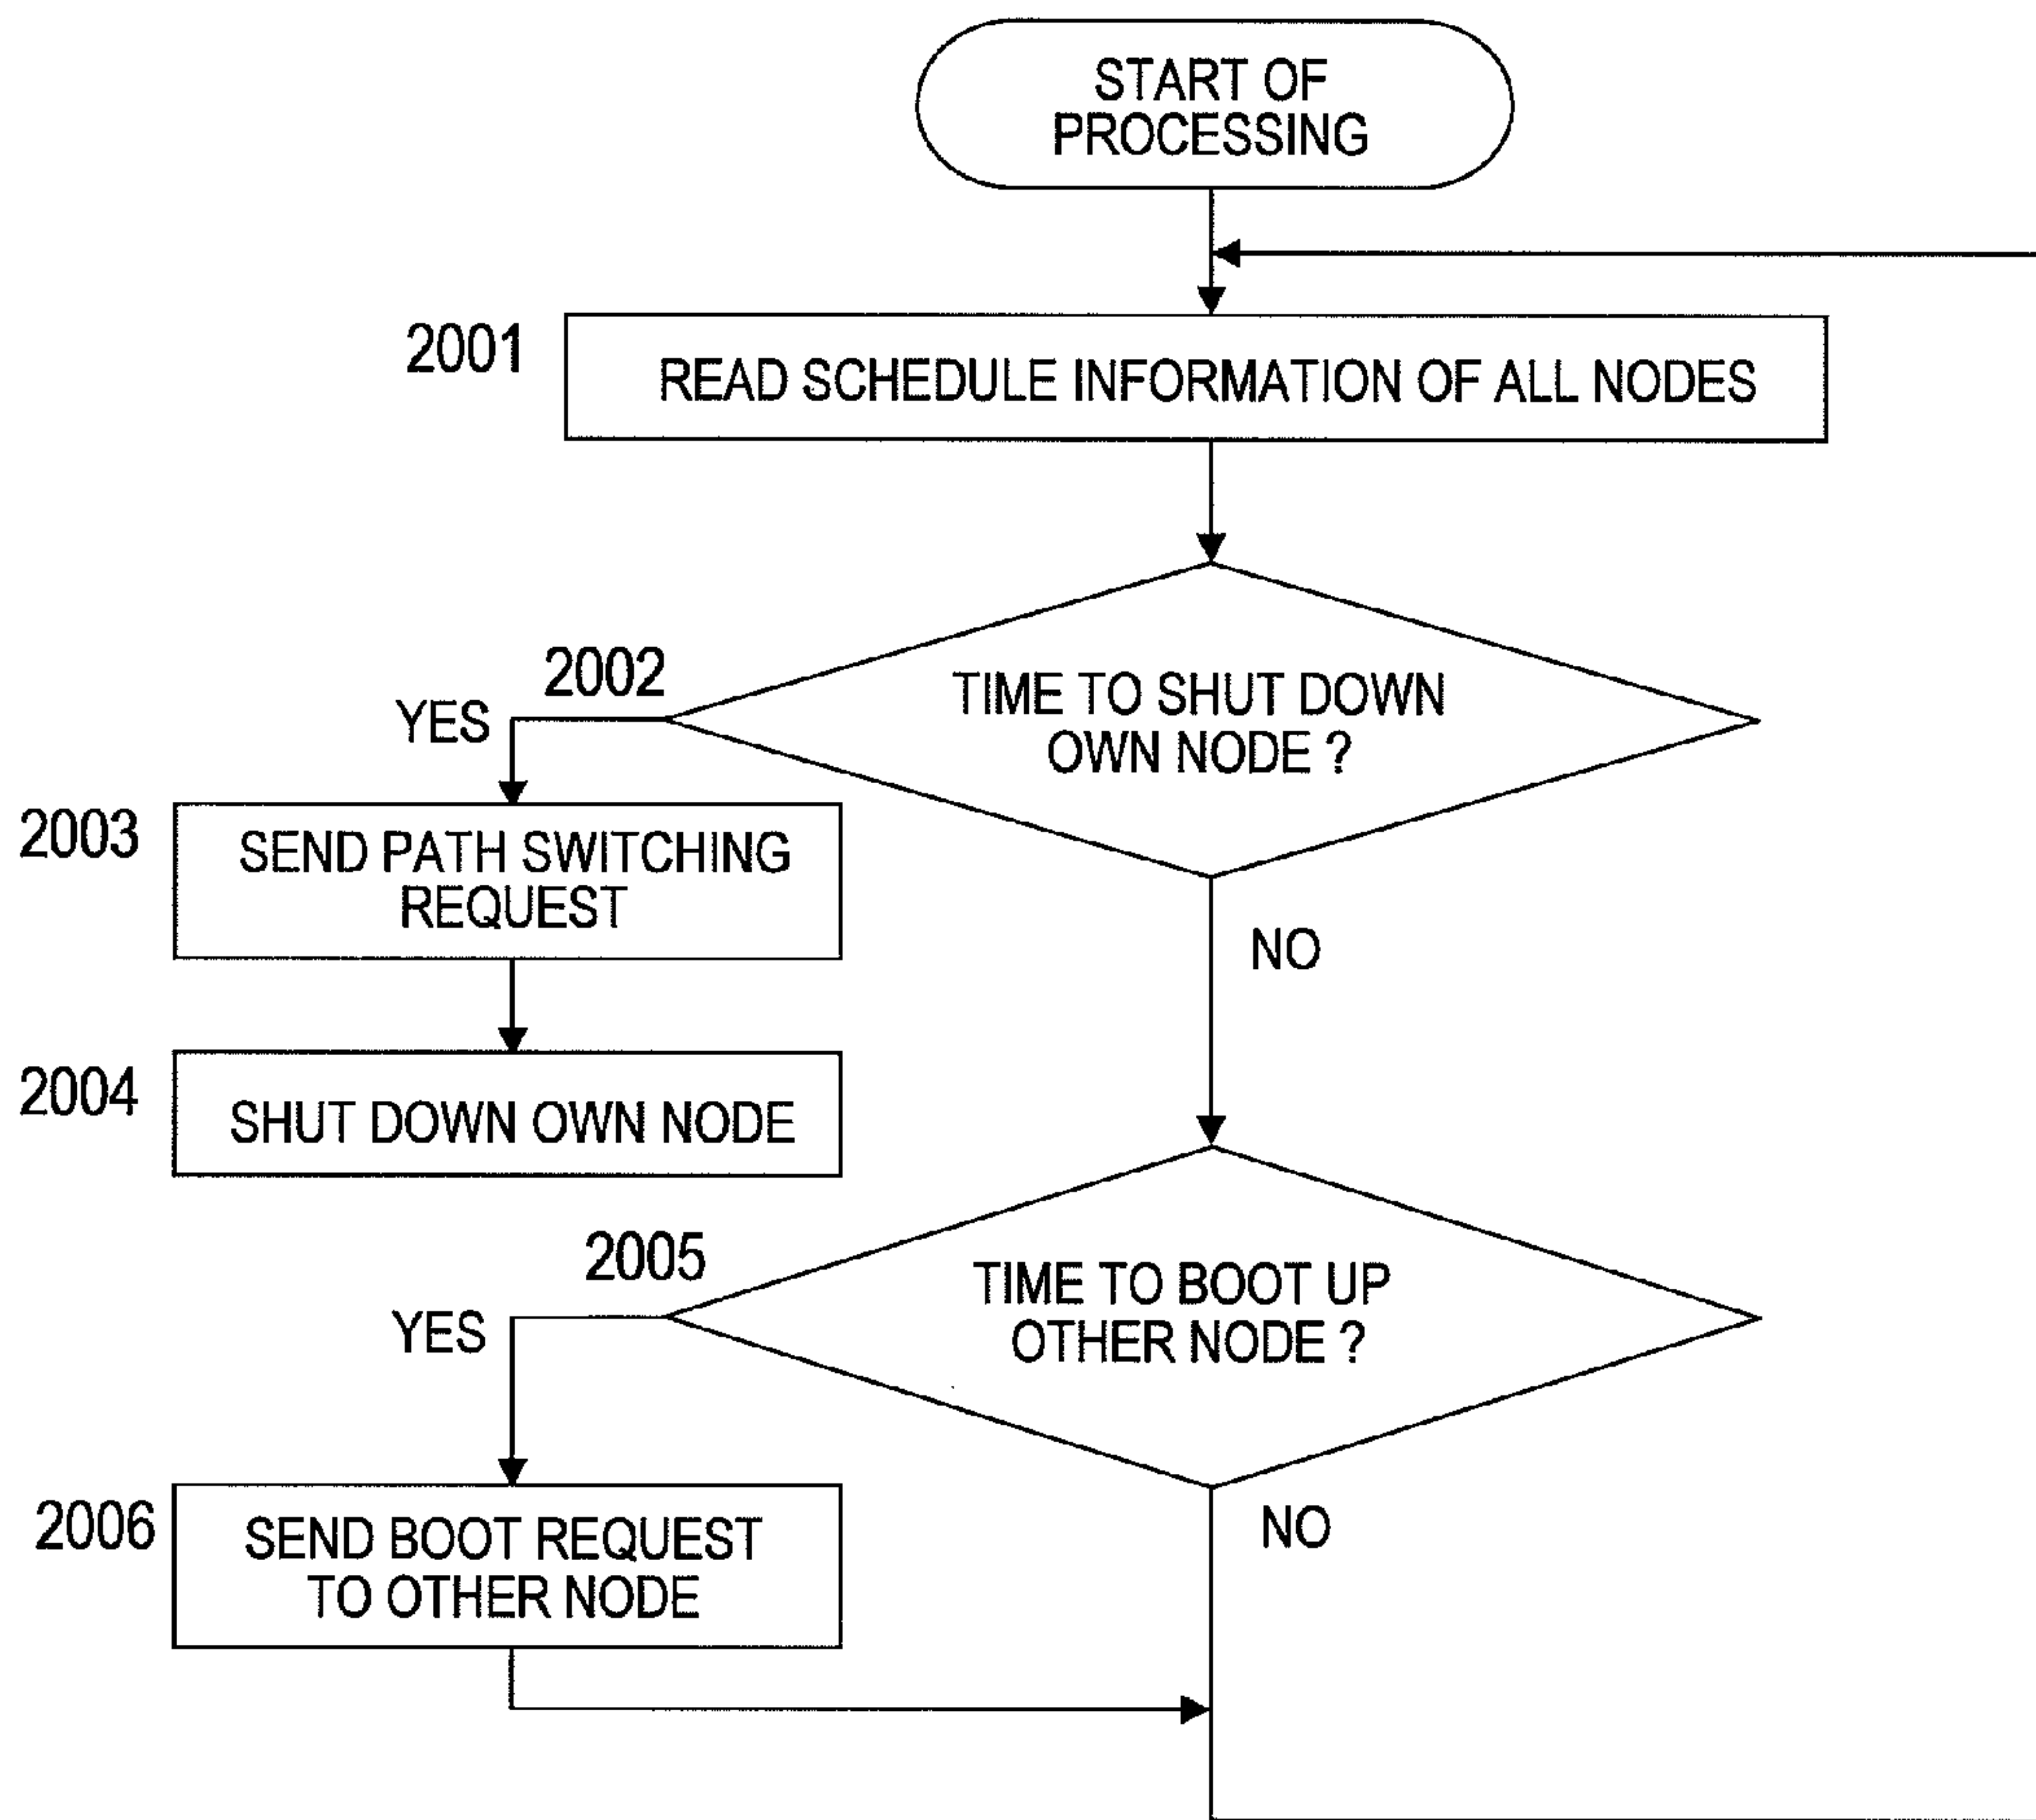 START OF
PROCESSING
2001
READ SCHEDULE INFORMATION OF ALL NODES
2002
TIME TO SHUT DOWN
OWN NODE ?
YES
2003
SEND PATH SWITCHING
REQUEST
NO
2004
SHUT DOWN OWN NODE
2005
TIME TO BOOT UP
OTHER NODE ?
YES
2006
SEND BOOT REQUEST
TO OTHER NODE
NO